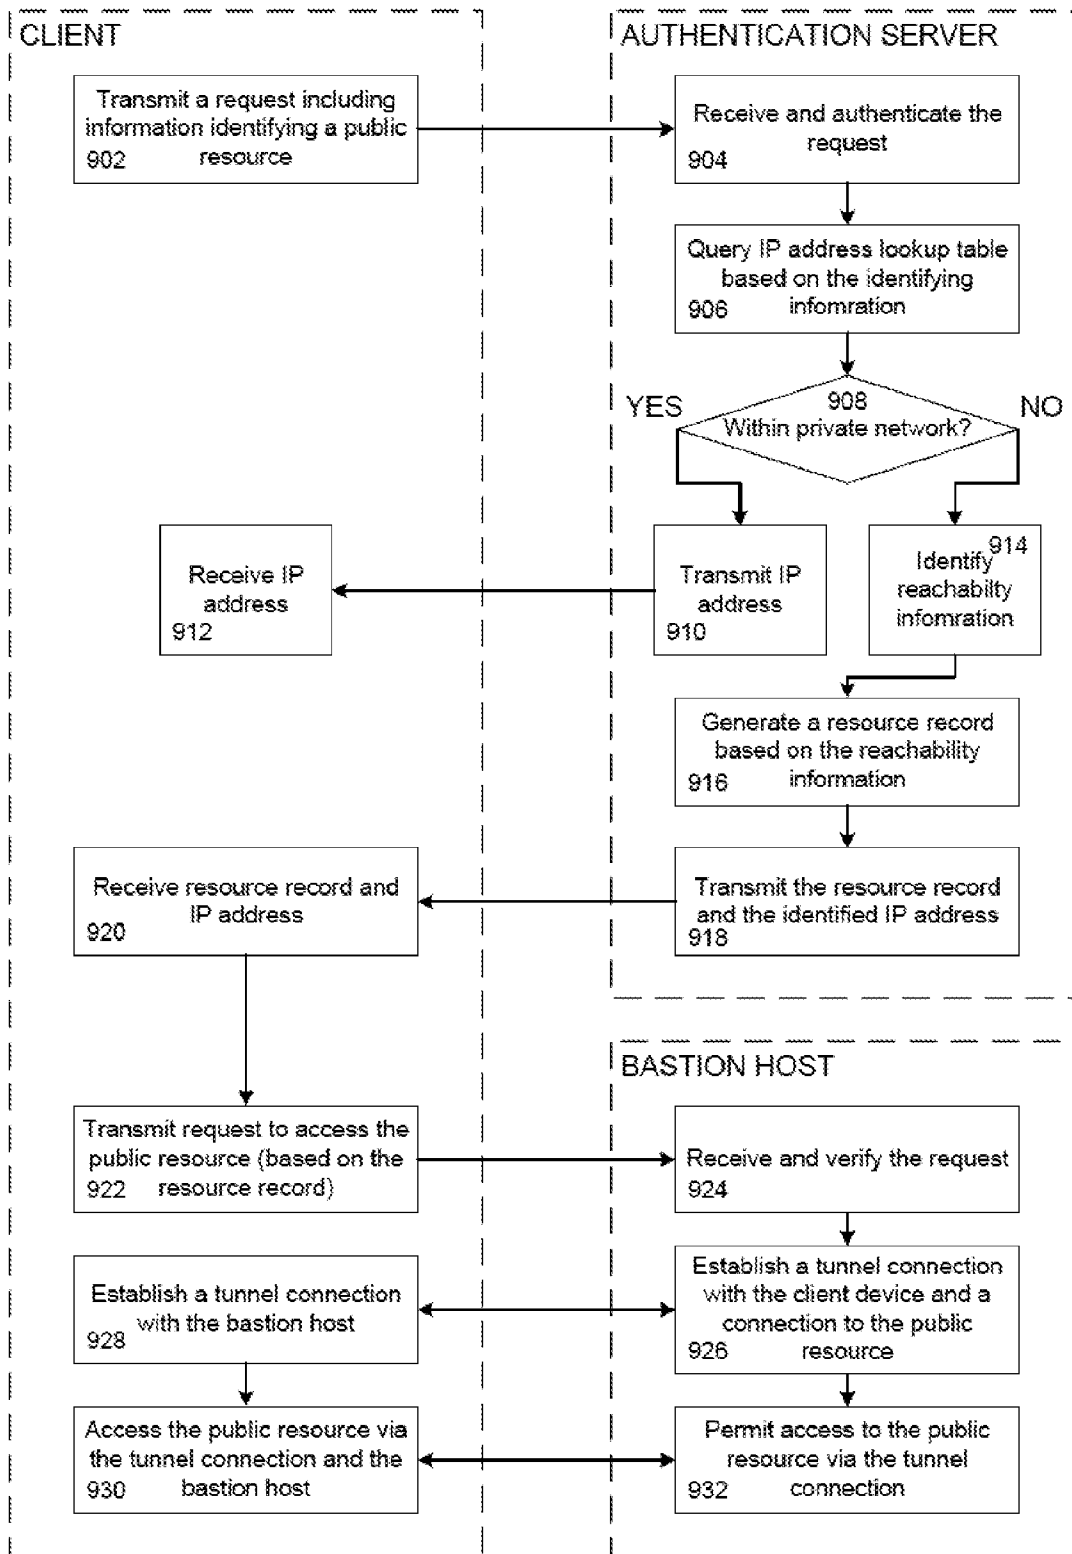 CLIENT
AUTHENTICATION SERVER
Transmit a request including
information identifying a public
902 resource
Receive and authenticate the
904 request
Query IP address lookup table
based on the identifying
906 infomration
YES
908
NO
Within private network?
Receive IP
address
912
Transmit IP
address
910
914
Identify
reachabilty
infomration
Generate a resource record
based on the reachability
916 information
Receive resource record and
IP address
920
Transmit the resource record
and the identified IP address
918
BASTION HOST
Transmit request to access the
public resource (based on the
922 resource record)
Receive and verify the request
924
Establish a tunnel connection
with the bastion host
928
Establish a tunnel connection
with the client device and a
connection to the public
926 resource
Access the public resource via
the tunnel connection and the
930 bastion host
Permit access to the public
resource via the tunnel
932 connection